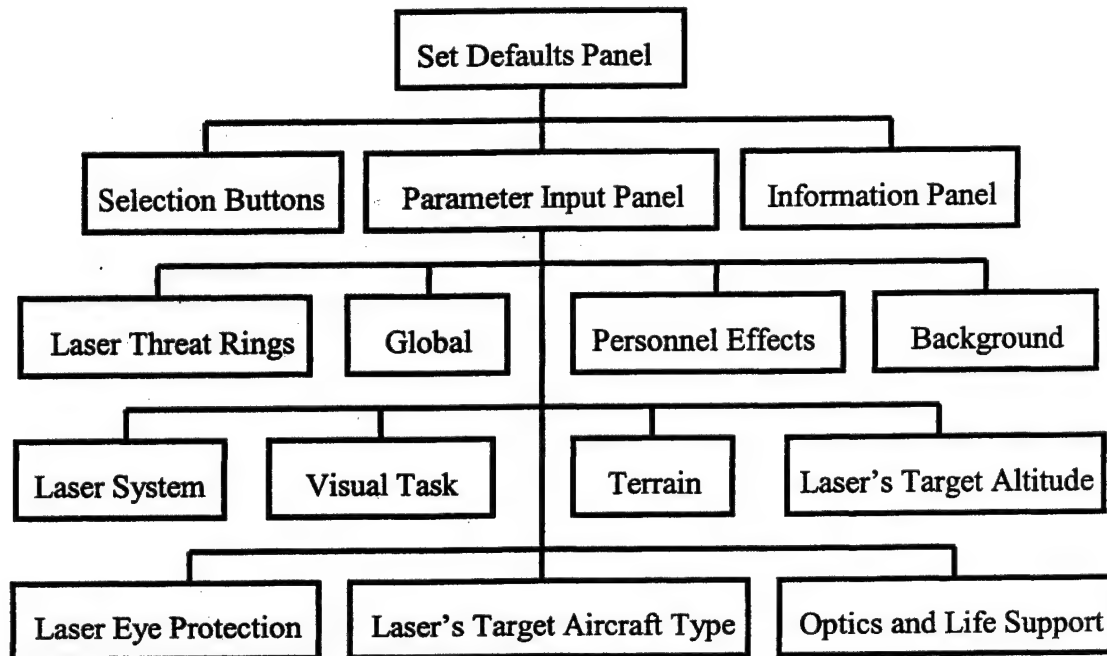 Set Defaults Panel
Selection Buttons
Parameter Input Panel
Information Panel
Laser Threat Rings
Global
Personnel Effects
Background
Laser System
Visual Task
Terrain
Laser's Target Altitude
Laser Eye Protection
Laser's Target Aircraft Type
Optics and Life Support